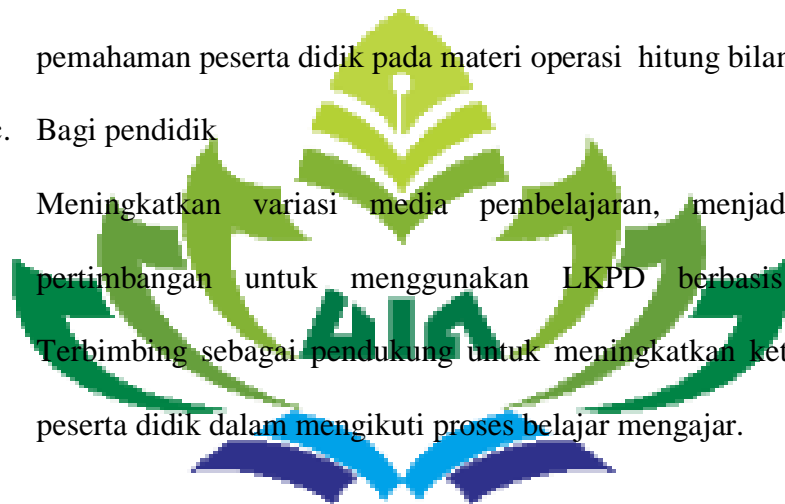 pemahaman peserta didik pada materi operasi hitung bilan
. Bagi pendidik
Meningkatkan variasi media pembelajaran, menjad
pertimbangan untuk menggunakan LKPD berbasis
UIN
Terbimbing sebagai pendukung untuk meningkatkan ket
peserta didik dalam mengikuti proses belajar mengajar.